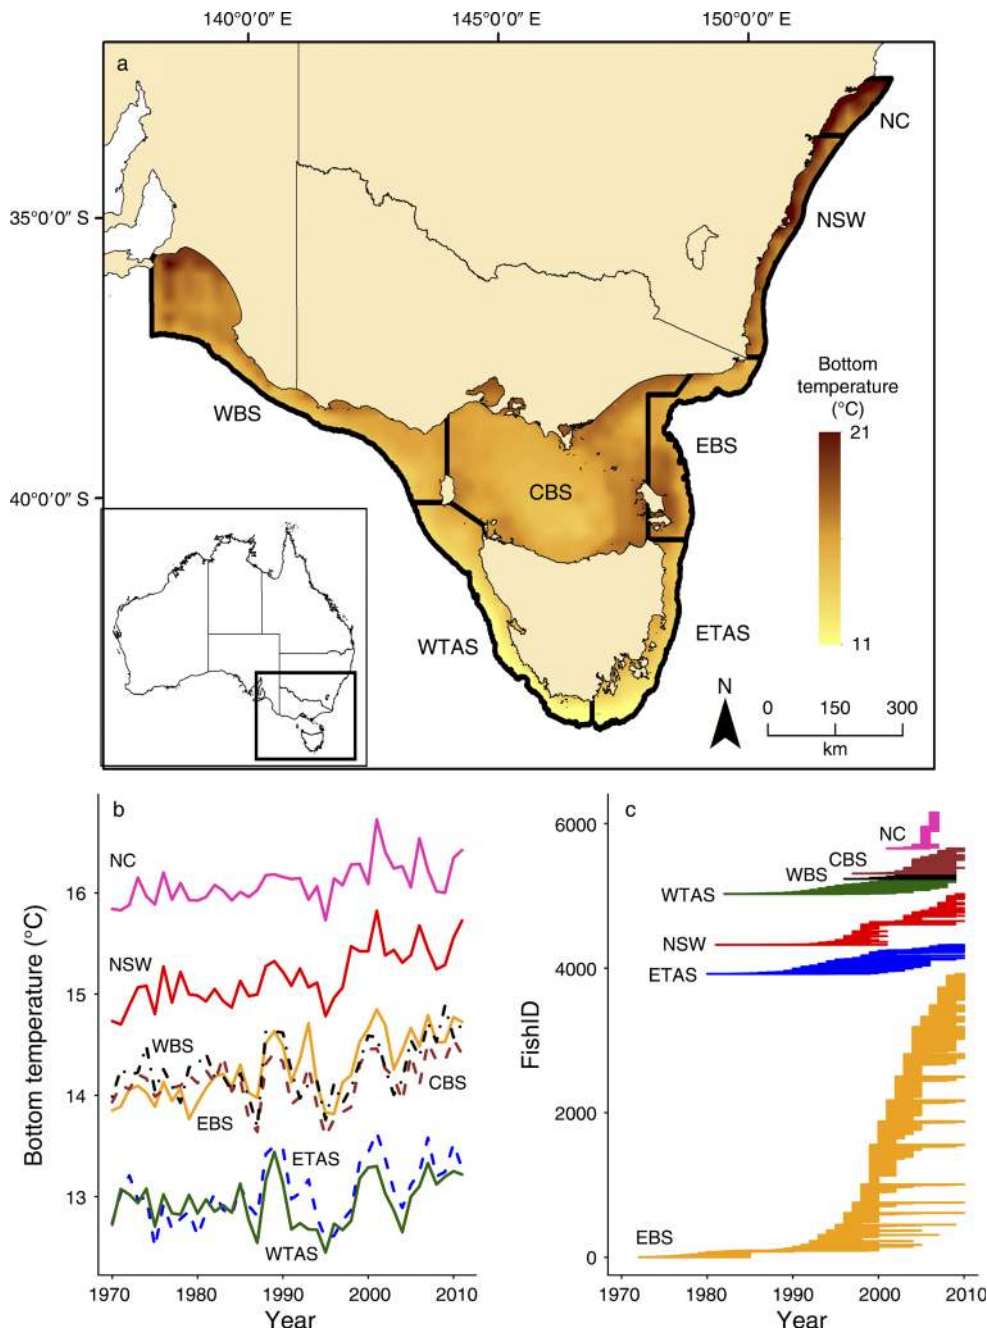 140°0′0″ E 145°0′0″ E 150°0′0″ E
a
NC
35°0′0″ S
NSW
Bottom
temperature
(°C)
WBS
21
EBS
CBS
40°0′0″ S
WTAS
ETAS
11
N
0 150 300
km
b
NC
16
NSW
15
WBS
14
CBS
EBS
ETAS
13
WTAS
Bottom temperature (°C)
1970 1980 1990 2000 2010
Year
c
6000
NC
CBS
WBS
WTAS
NSW
4000
ETAS
FishID
2000
EBS
0
1970 1980 1990 2000 2010
Year